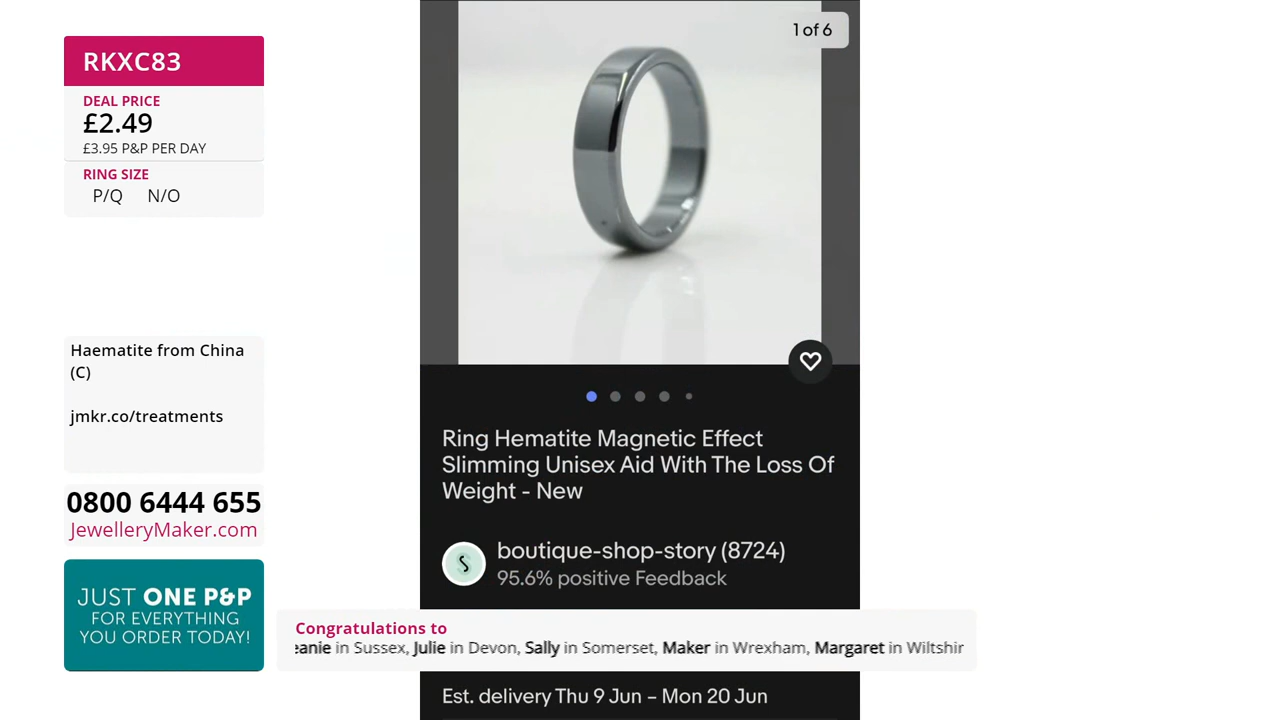 RKXC83
DEAL PRICE
£2.49
£3.95 P&P PER DAY
RING SIZE
P/Q N/O
Haematite from China
(C)
jmkr.co/treatments
0800 6444 655
JewelleryMaker.com
JUST ONE P&P
FOR EVERYTHING
YOU ORDER TODAY!
1 of 6
Ring Hematite Magnetic Effect
Slimming Unisex Aid With The Loss Of
Weight - New
boutique-shop-story (8724)
95.6% positive Feedback
Congratulations to
eanie in Sussex, Julie in Devon, Sally in Somerset, Maker in Wrexham, Margaret in Wiltshir
Est. delivery Thu 9 Jun – Mon 20 Jun